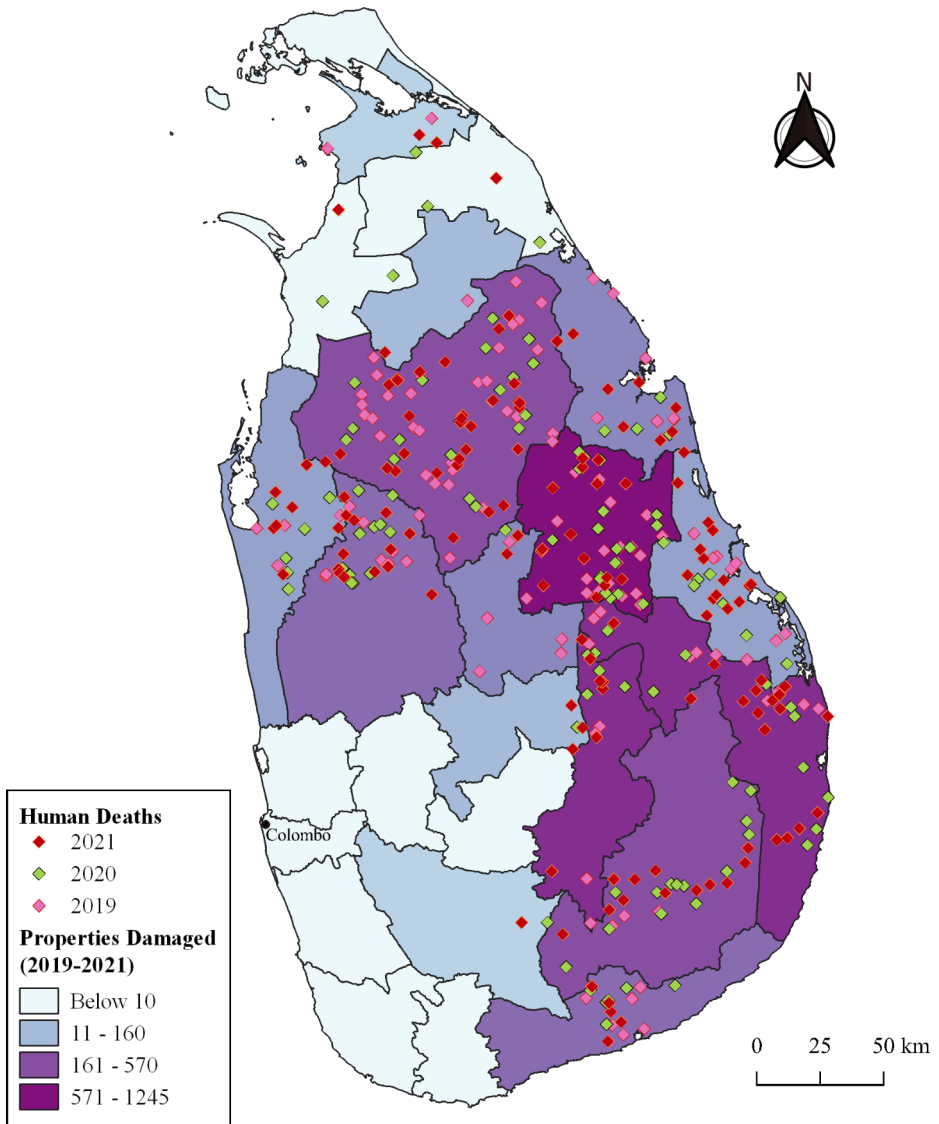 N
Colombo
Human Deaths
2021
2020
2019
Properties Damaged
(2019-2021)
Below 10
11 - 160
161 - 570
571 - 1245
0 25 50 km